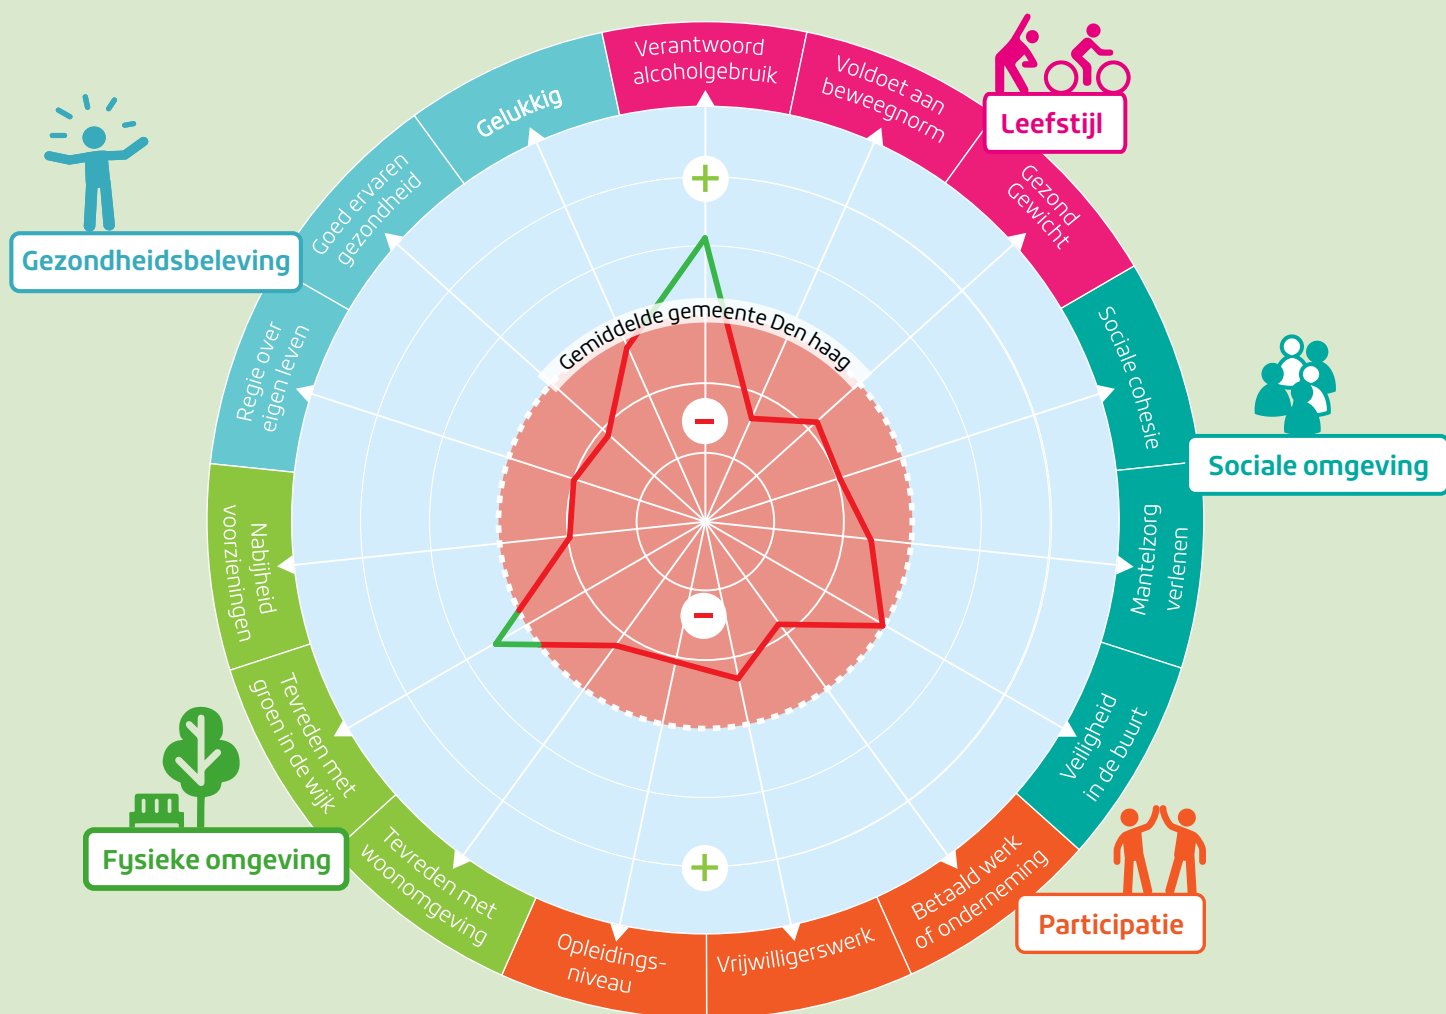 Verantwoord
alcoholgebruik
Voldoet aan
beweegnorm
Leefstijl
Gezond
Gewicht
Sociale cohesie
Sociale omgeving
Mantelzorg
verlenen
Veiligheid
in de buurt
Betaald werk
of onderneming
Participatie
Vrijwilligerswerk
Opleidings-
niveau
Tevreden met
woonomgeving
Fysieke omgeving
Tevreden met
groen in de wijk
Nabijheid
voorzieningen
Regie over
eigen leven
Gezondheidsbeleving
Goed ervaren
gezondheid
Gelukkig
+
Gemiddelde gemeente Den haag
−
−
+